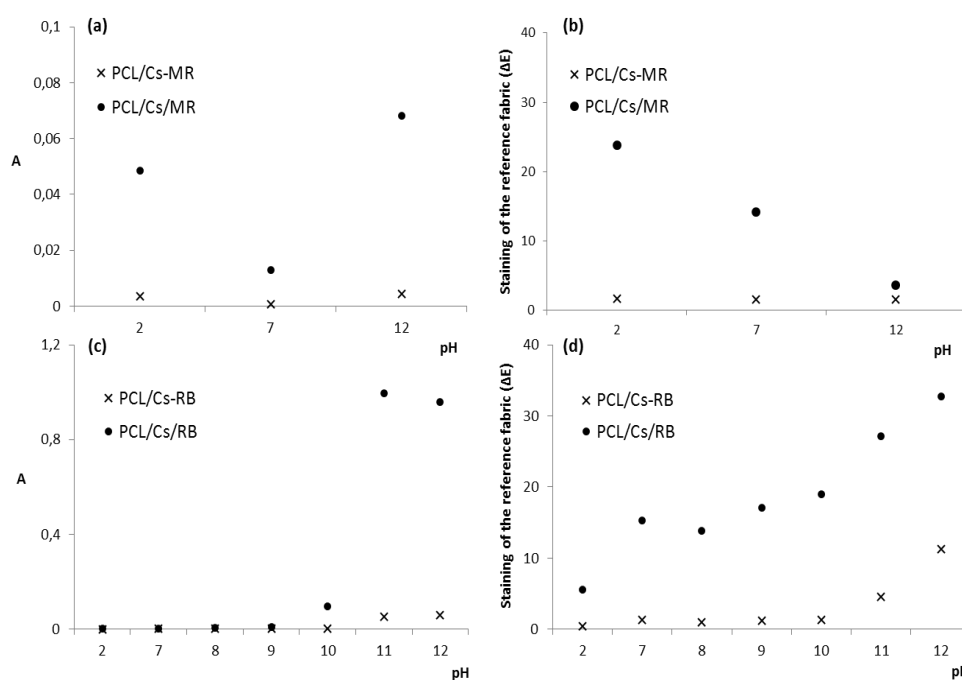 (a)
0,1
0,08
0,06
0,04
0,02
0
A
PCL/Cs-MR
PCL/Cs/MR
2
7
12
pH
(b)
40
30
20
10
0
Staining of the reference fabric (ΔE)
PCL/Cs-MR
PCL/Cs/MR
2
7
12
pH
(c)
1,2
0,8
0,4
0
A
PCL/Cs-RB
PCL/Cs/RB
2
7
8
9
10
11
12
pH
(d)
40
30
20
10
0
Staining of the reference fabric (ΔE)
PCL/Cs-RB
PCL/Cs/RB
2
7
8
9
10
11
12